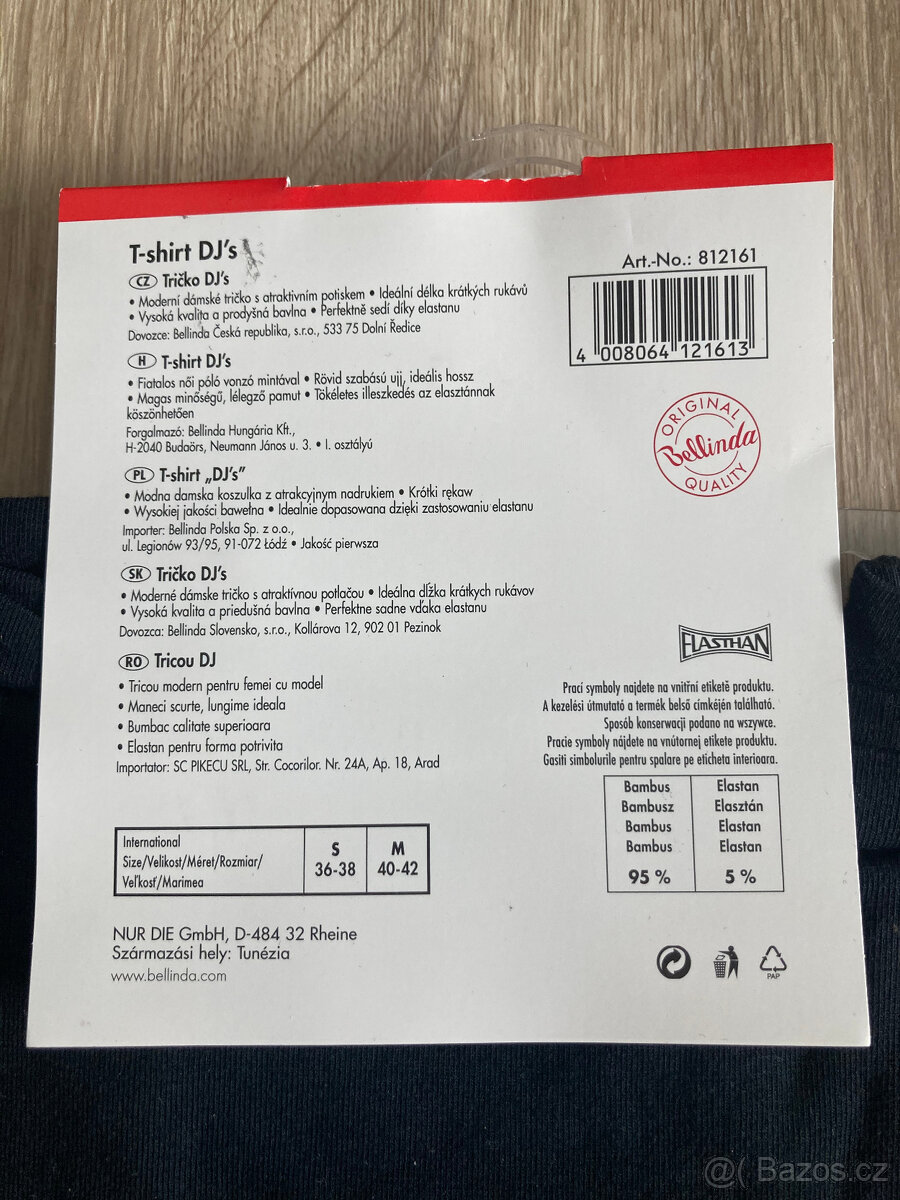 T-shirt DJ's
CZ Tričko DJ's
• Moderní dámské tričko s atraktivním potiskem • Ideální délka krátkých rukávů
• Vysoká kvalita a prodyšná bavlna • Perfektně sedí díky elastanu
Dovozce: Bellinda Česká republika, s.r.o., 533 75 Dolní Ředice
H T-shirt DJ's
• Fiatalos női póló vonzó mintával • Rövid szabású ujj, ideális hossz
• Magas minőségű, lélegző pamut • Tökéletes illeszkedés az elasztánnak
köszönhetően
Forgalmazó: Bellinda Hungária Kft.,
H-2040 Budaörs, Neumann János u. 3. • I. osztályú
PL T-shirt „DJ's”
• Modna damska koszulka z atrakcyjnym nadrukiem • Krótki rękaw
• Wysokiej jakości bawełna • Idealnie dopasowana dzięki zastosowaniu elastanu
Importer: Bellinda Polska Sp. z o.o.,
ul. Legionów 93/95, 91-072 Łódź • Jakość pierwsza
SK Tričko DJ's
• Moderné dámske tričko s atraktívnou potlačou • Ideálna dĺžka krátkych rukávov
• Vysoká kvalita a priedušná bavlna • Perfektne sadne vďaka elastanu
Dovozca: Bellinda Slovensko, s.r.o., Kollárova 12, 902 01 Pezinok
RO Tricou DJ
• Tricou modern pentru femei cu model
• Maneci scurte, lungime ideala
• Bumbac calitate superioara
• Elastan pentru forma potrivita
Importator: SC PIKECU SRL, Str. Cocorilor. Nr. 24A, Ap. 18, Arad
International
Size/Velikost/Méret/Rozmiar/
Veľkosť/Marimea
S
36-38
M
40-42
NUR DIE GmbH, D-484 32 Rheine
Származási hely: Tunézia
www.bellinda.com
Art.-No.: 812161
4 008064 121613
ORIGINAL
Bellinda
QUALITY
ELASTHAN
Prací symboly najdete na vnitřní etiketě produktu.
A kezelési útmutató a termék belső címkéjén található.
Sposób konserwacji podano na wszywce.
Pracie symboly nájdete na vnútornej etikete produktu.
Gasiti simbolurile pentru spalare pe eticheta interioara.
Bambus Elastan
Bambusz Elasztán
Bambus Elastan
Bambus Elastan
95 % 5 %
PAP
@( Bazos.cz